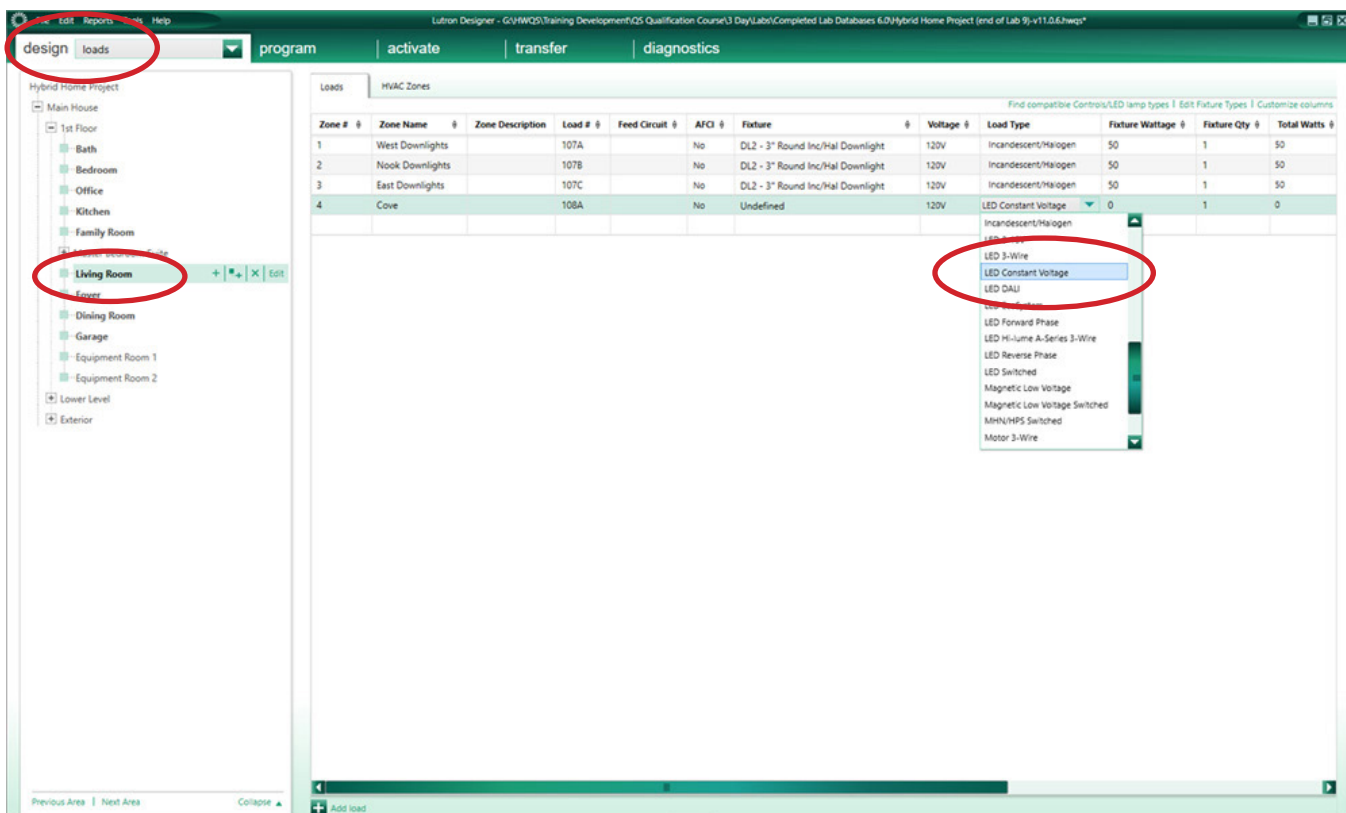 Edit Reports Tools Help
Lutron Designer - G:\HWQS\Training Development\QS Qualification Course\3 Day\Labs\Completed Lab Databases 6.0\Hybrid Home Project (end of Lab 9)-v11.0.6.hwqs*
design loads program activate transfer diagnostics
Hybrid Home Project
Main House
1st Floor
Bath
Bedroom
Office
Kitchen
Family Room
Master Bedroom Suite
Living Room + × Edit
Foyer
Dining Room
Garage
Equipment Room 1
Equipment Room 2
Lower Level
Exterior
Previous Area | Next Area Collapse
Loads HVAC Zones
Find compatible Controls/LED lamp types | Edit Fixture Types | Customize columns
Zone # Zone Name Zone Description Load # Feed Circuit AFCI Fixture Voltage Load Type Fixture Wattage Fixture Qty Total Watts
1 West Downlights 107A No DL2 - 3" Round Inc/Hal Downlight 120V Incandescent/Halogen 50 1 50
2 Nook Downlights 107B No DL2 - 3" Round Inc/Hal Downlight 120V Incandescent/Halogen 50 1 50
3 East Downlights 107C No DL2 - 3" Round Inc/Hal Downlight 120V Incandescent/Halogen 50 1 50
4 Cove 108A No Undefined 120V LED Constant Voltage 0 1 0
Incandescent/Halogen
LED
LED 3-Wire
LED Constant Voltage
LED DALI
LED EcoSystem
LED Forward Phase
LED Hi-lume A-Series 3-Wire
LED Reverse Phase
LED Switched
Magnetic Low Voltage
Magnetic Low Voltage Switched
MHN/HPS Switched
Motor 3-Wire
Add load